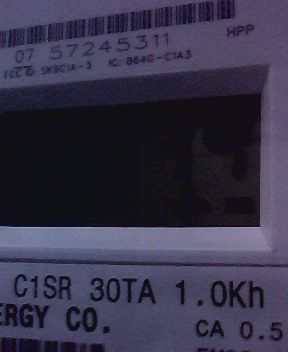 07 57245311
HPP
FCC ID: SK9C1A-3 IC: 864G-C1A3
C1SR 30TA 1.0Kh
ERGY CO.
CA 0.5